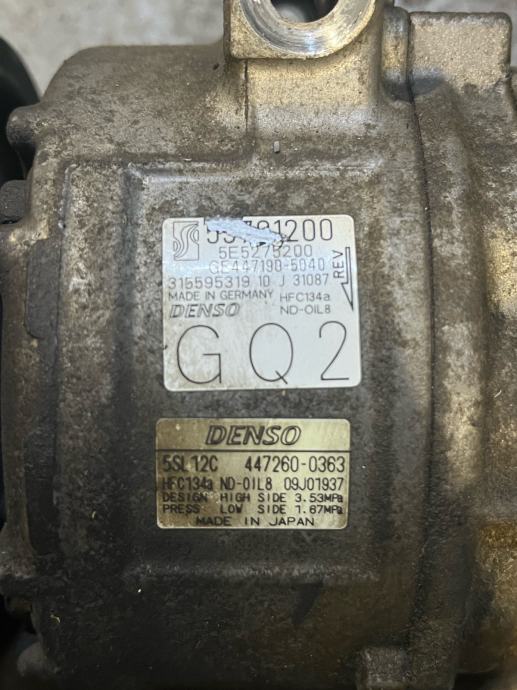 5E5275200
GE447190-5040
315595319 10 J 31087
MADE IN GERMANY HFC134a
DENSO ND-OIL8
REV
GQ2
DENSO
5SL12C 447260-0363
HFC134a ND-OIL8 09J01937
DESIGN HIGH SIDE 3.53MPa
PRESS LOW SIDE 1.67MPa
MADE IN JAPAN